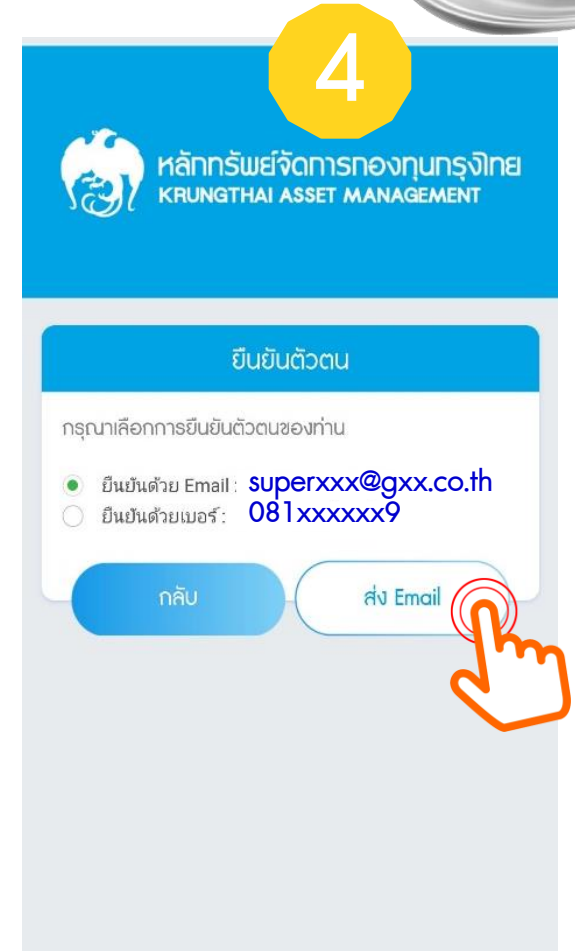 4
หลักทรัพย์จัดการกองทุนกรุงไทย
KRUNGTHAI ASSET MANAGEMENT
ยืนยันตัวตน
กรุณาเลือกการยืนยันตัวตนของท่าน
ยืนยันด้วย Email : superxxx@gxx.co.th
ยืนยันด้วยเบอร์ : 081xxxxxx9
กลับ
ส่ง Email